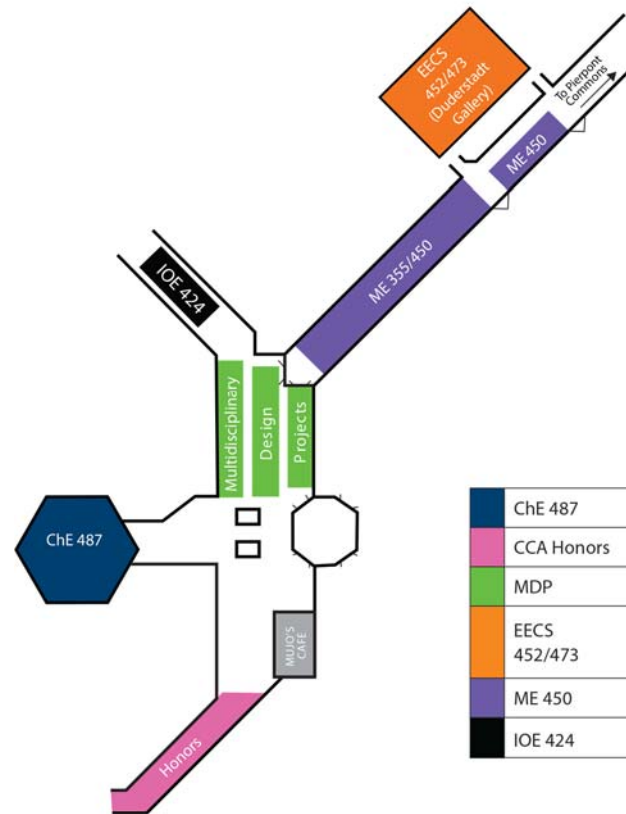 EECS
452/473
(Duderstadt
Gallery)
To Pierpont
Commons
ME 450
ME 355/450
IOE 424
Multidisciplinary
Design
Projects
ChE 487
MUJO'S
CAFE
Honors
ChE 487
CCA Honors
MDP
EECS
452/473
ME 450
IOE 424